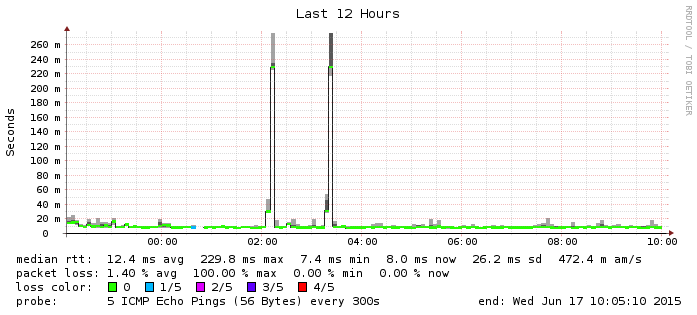 Last 12 Hours
RRDTOOL / TOBI OETIKER
Seconds
260 m
240 m
220 m
200 m
180 m
160 m
140 m
120 m
100 m
80 m
60 m
40 m
20 m
0
00:00 02:00 04:00 06:00 08:00 10:00
median rtt: 12.4 ms avg 229.8 ms max 7.4 ms min 8.0 ms now 26.2 ms sd 472.4 m am/s
packet loss: 1.40 % avg 100.00 % max 0.00 % min 0.00 % now
loss color: 0 1/5 2/5 3/5 4/5
probe: 5 ICMP Echo Pings (56 Bytes) every 300s end: Wed Jun 17 10:05:10 2015